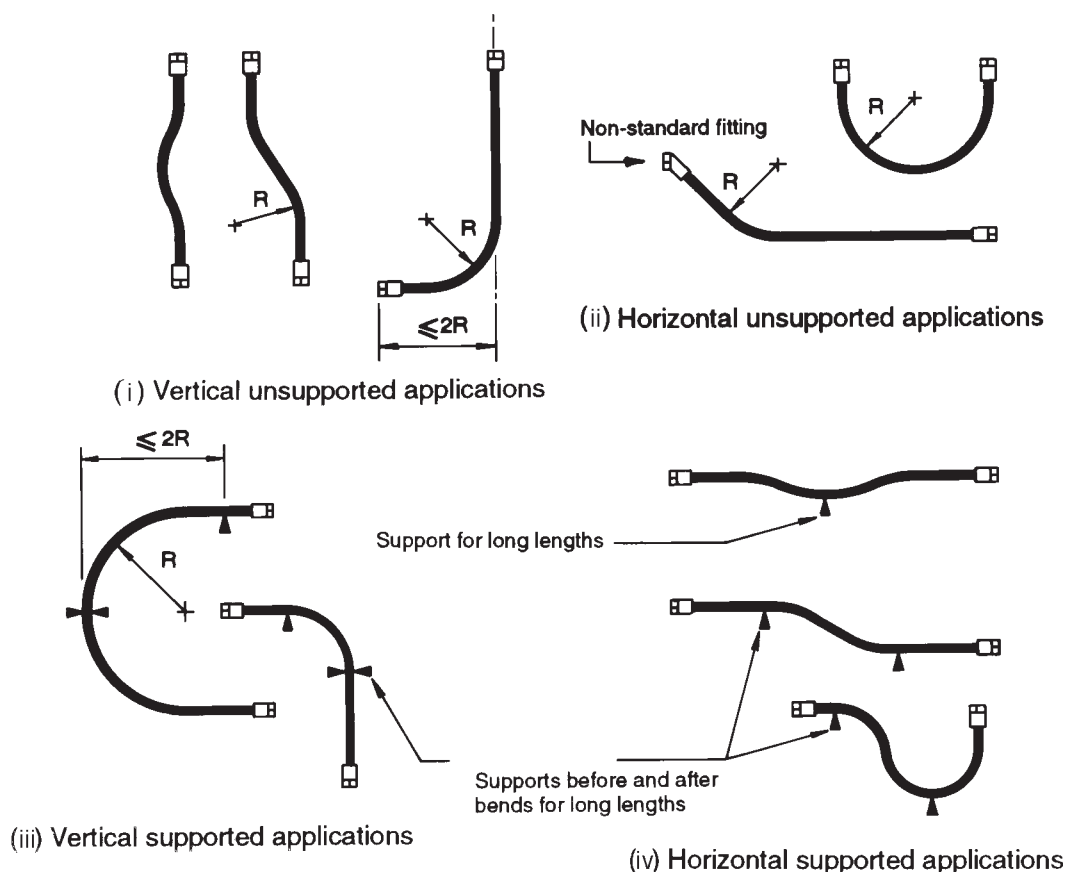 R
R
≤2R
(i) Vertical unsupported applications
Non-standard fitting
R
R
(ii) Horizontal unsupported applications
≤2R
R
(iii) Vertical supported applications
Support for long lengths
Supports before and after
bends for long lengths
(iv) Horizontal supported applications